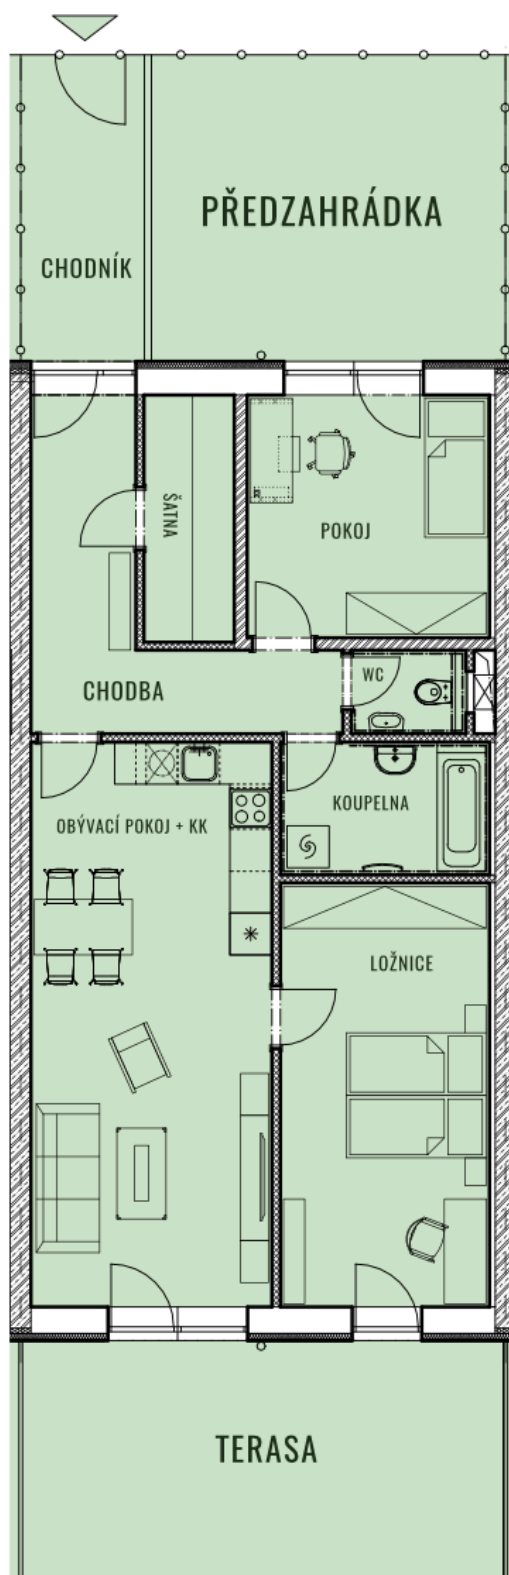 PŘEDZAHRÁDKA
CHODNÍK
ŠATNA
POKOJ
WC
CHODBA
KOUPELNA
OBÝVACÍ POKOJ + KK
LOŽNICE
TERASA